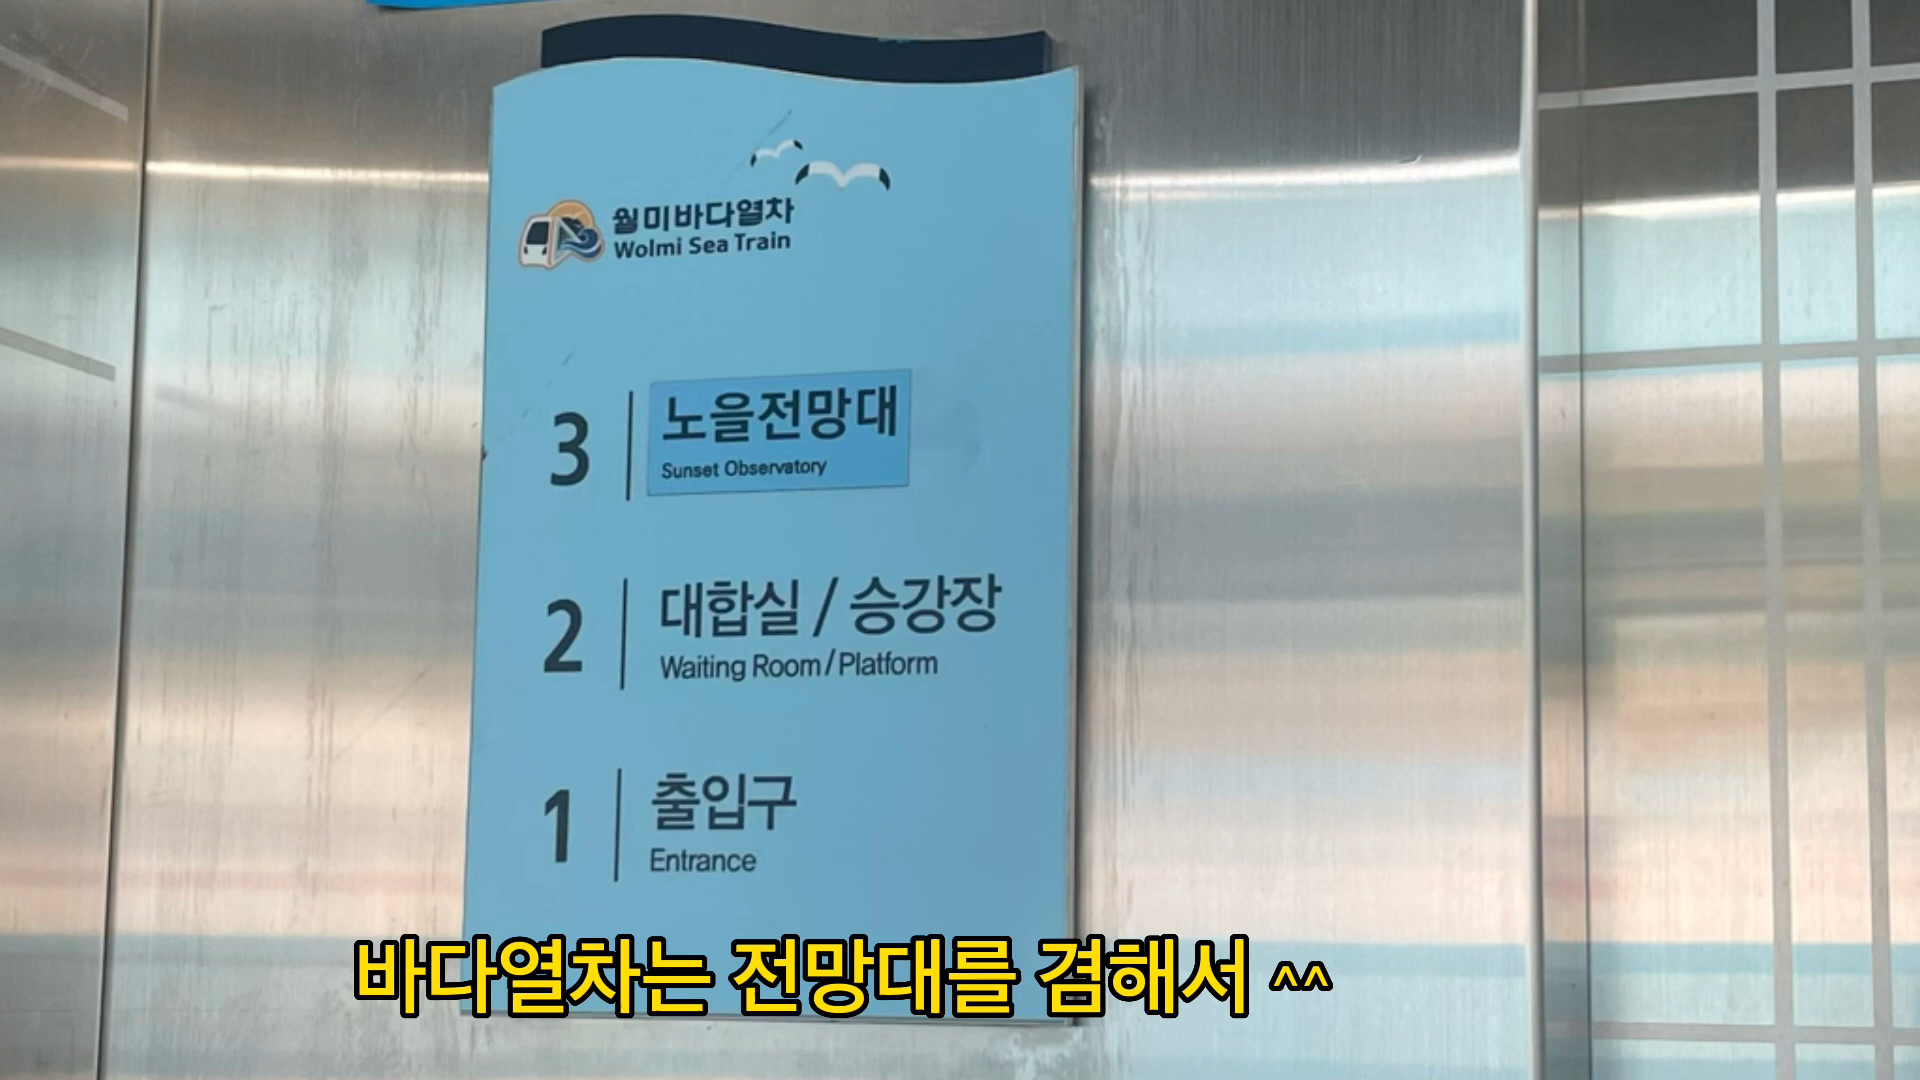 월미바다열차
Wolmi Sea Train
3 노을전망대
Sunset Observatory
2 대합실 / 승강장
Waiting Room / Platform
1 출입구
Entrance
바다열차는 전망대를 겸해서 ^^